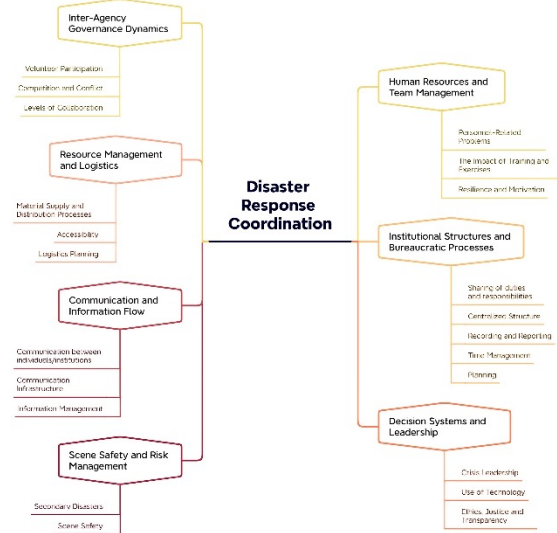 Inter-Agency
Governance Dynamics
Volunteer Participation
Competition and Conflict
Levels of Collaboration
Resource Management
and Logistics
Material Supply and
Distribution Processes
Accessibility
Logistics Planning
Communication and
Information Flow
Communication between
individuals/institutions
Communication
Infrastructure
Information Management
Scene Safety and Risk
Management
Secondary Disasters
Scene Safety
Disaster
Response
Coordination
Human Resources and
Team Management
Personnel-Related
Problems
The Impact of Training and
Exercises
Resilience and Motivation
Institutional Structures and
Bureaucratic Processes
Sharing of duties
and responsibilities
Centralized Structure
Recording and Reporting
Time Management
Planning
Decision Systems and
Leadership
Crisis Leadership
Use of Technology
Ethics, Justice and
Transparency